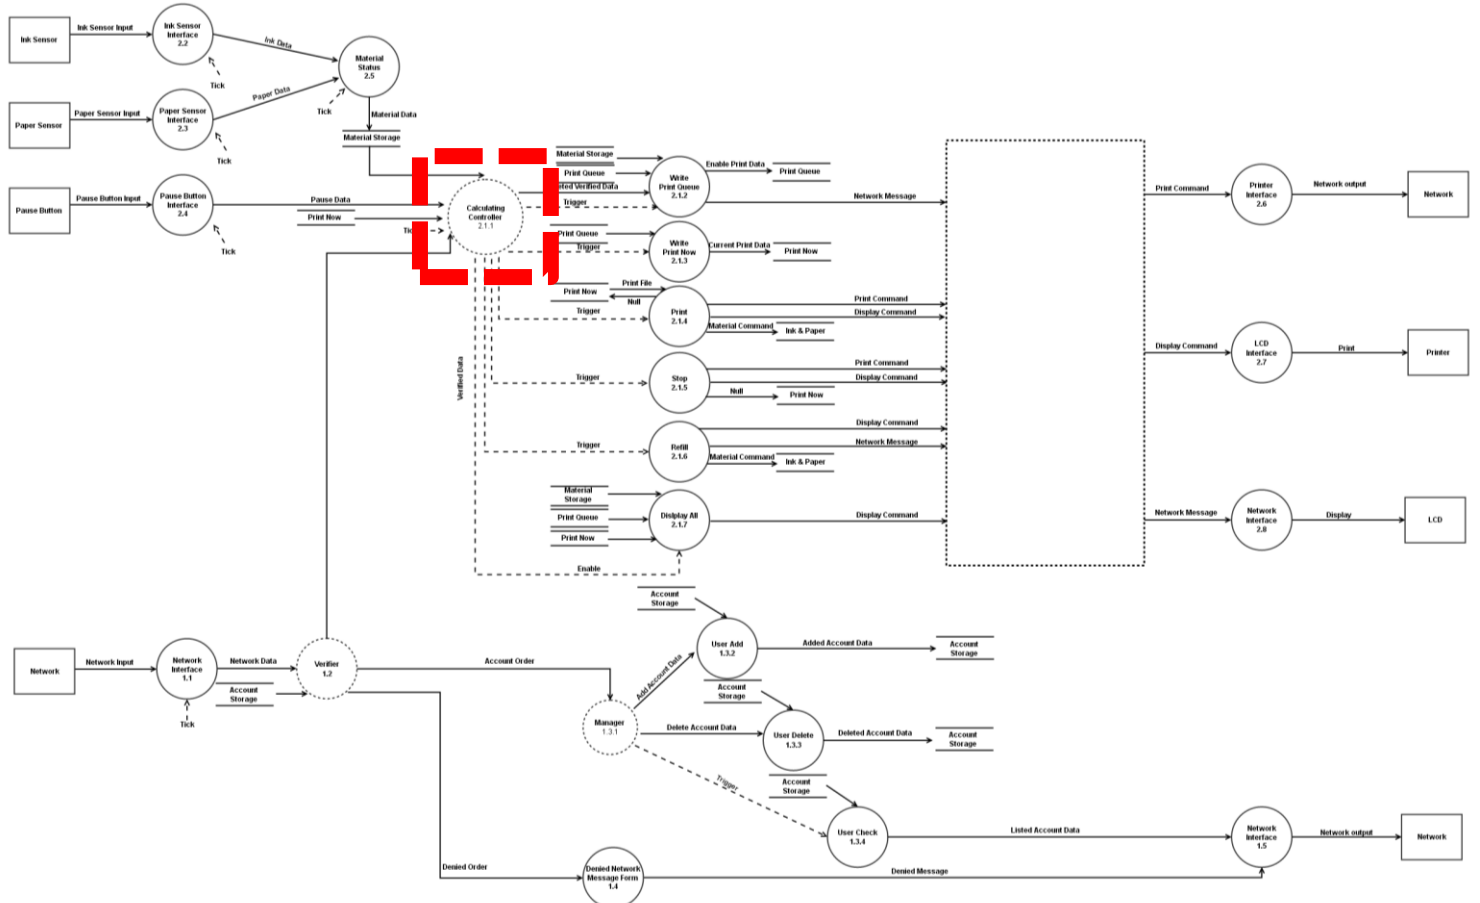 Ink Sensor
Ink Sensor Input
Ink Sensor
Interface
2.2
Ink Data
Tick
Material
Status
2.5
Tick
Paper Sensor
Paper Sensor Input
Paper Sensor
Interface
2.3
Paper Data
Tick
Material Data
Material Storage
Pause Button
Pause Button Input
Pause Button
Interface
2.4
Tick
Pause Data
Print Now
Calculating
Controller
2.1.1
Material Storage
Print Queue
Verified Data
Trigger
Write
Print Queue
2.1.2
Enable Print Data
Print Queue
Network Message
Print Queue
Trigger
Write
Print Now
2.1.3
Current Print Data
Print Now
Print File
Print Now
Null
Trigger
Print
2.1.4
Print Command
Display Command
Material Command
Ink & Paper
Trigger
Stop
2.1.5
Print Command
Display Command
Null
Print Now
Verified Data
Trigger
Refill
2.1.6
Display Command
Network Message
Material Command
Ink & Paper
Material
Storage
Print Queue
Print Now
Display All
2.1.7
Display Command
Enable
Print Command
Printer
Interface
2.6
Network output
Network
Display Command
LCD
Interface
2.7
Print
Printer
Network Message
Network
Interface
2.8
Display
LCD
Network
Network Input
Network
Interface
1.1
Tick
Network Data
Account
Storage
Verifier
1.2
Account Order
Manager
1.3.1
Account
Storage
Add Account Data
User Add
1.3.2
Added Account Data
Account
Storage
Account
Storage
Delete Account Data
User Delete
1.3.3
Deleted Account Data
Account
Storage
Trigger
Account
Storage
User Check
1.3.4
Listed Account Data
Network
Interface
1.5
Network output
Network
Denied Order
Denied Network
Message Form
1.4
Denied Message